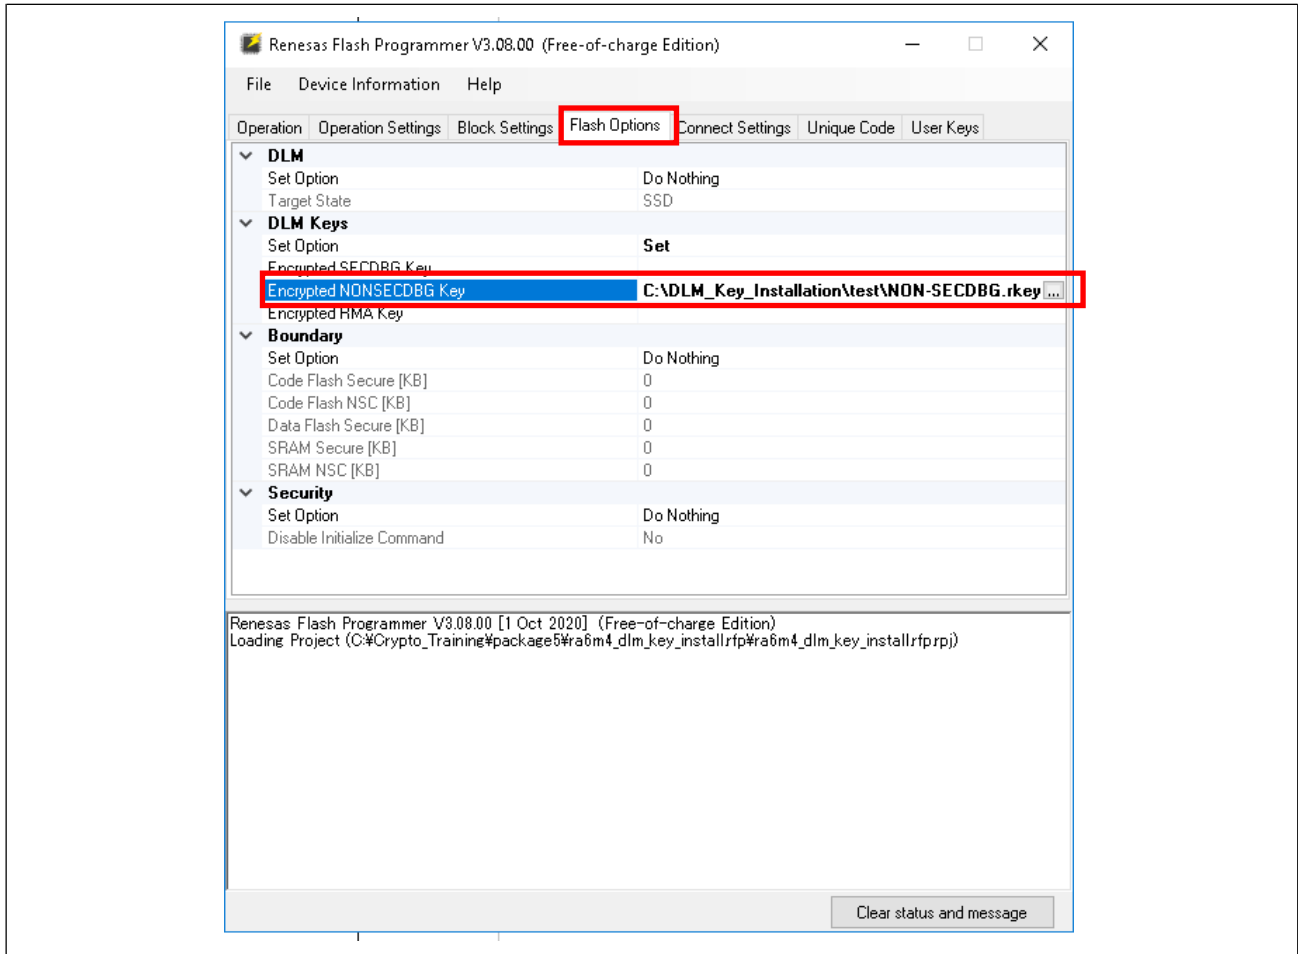 Renesas Flash Programmer V3.08.00 (Free-of-charge Edition)
File Device Information Help
Operation Operation Settings Block Settings Flash Options Connect Settings Unique Code User Keys
DLM
Set Option Do Nothing
Target State SSD
DLM Keys
Set Option Set
Encrypted SECDBG Key
Encrypted NONSECDBG Key C:\DLM_Key_Installation\test\NON-SECDBG.rkey ...
Encrypted RMA Key
Boundary
Set Option Do Nothing
Code Flash Secure [KB] 0
Code Flash NSC [KB] 0
Data Flash Secure [KB] 0
SRAM Secure [KB] 0
SRAM NSC [KB] 0
Security
Set Option Do Nothing
Disable Initialize Command No
Renesas Flash Programmer V3.08.00 [1 Oct 2020] (Free-of-charge Edition)
Loading Project (C:¥Crypto_Training¥package5¥ra6m4_dlm_key_install.rfp¥ra6m4_dlm_key_install.rfp.rpj)
Clear status and message